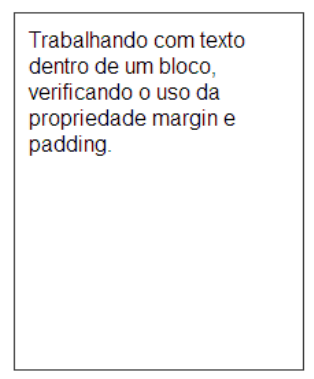 Trabalhando com texto
dentro de um bloco,
verificando o uso da
propriedade margin e
padding.